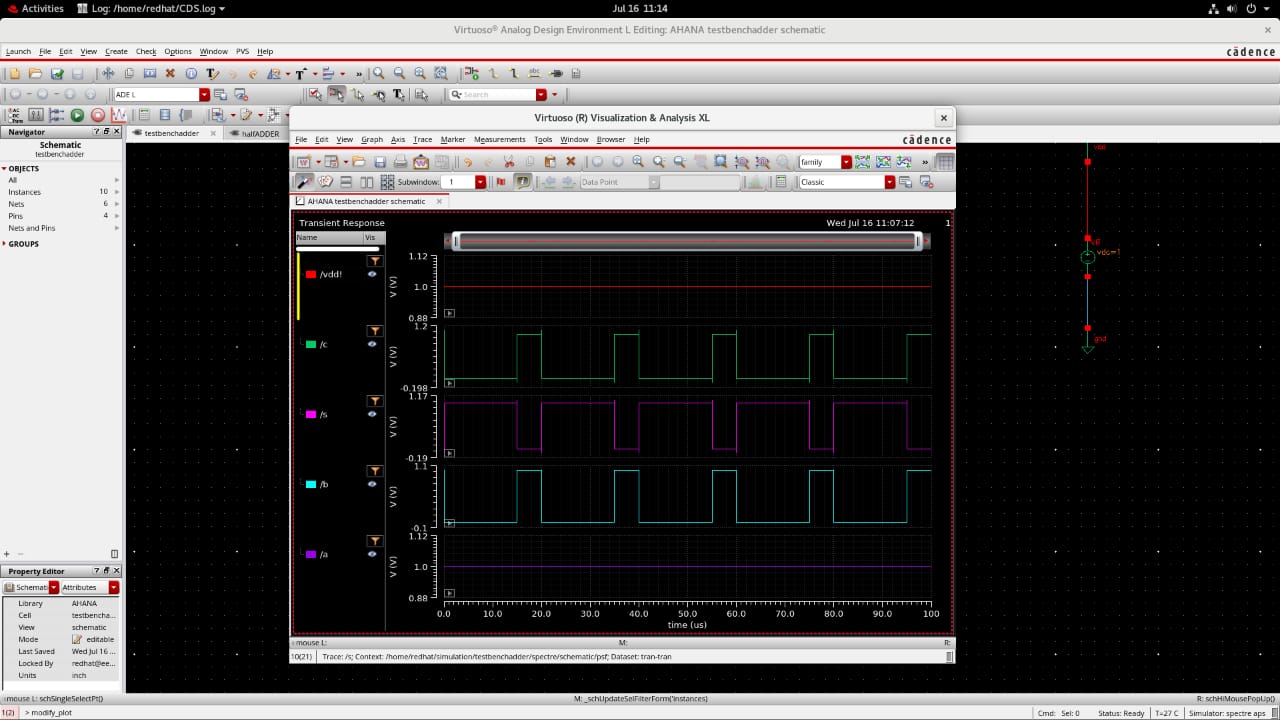 Activities Log: /home/redhat/CDS.log Jul 16 11:14
Virtuoso® Analog Design Environment L Editing: AHANA testbenchadder schematic
Launch File Edit View Create Check Options Window PVS Help cādence
ADE L Search
testbenchadder halfADDER
Navigator
Schematic
testbenchadder
OBJECTS
All
Instances 10
Nets 6
Pins 4
Nets and Pins
GROUPS
Virtuoso (R) Visualization & Analysis XL
File Edit View Graph Axis Trace Marker Measurements Tools Window Browser Help cādence
family
Subwindow: 1 Data Point Classic
AHANA testbenchadder schematic
Transient Response Wed Jul 16 11:07:12 1
Name Vis
/vdd!
V (V)
1.12
1.0
0.88
/c
V (V)
1.2
-0.198
/s
V (V)
1.17
-0.19
/b
V (V)
1.1
-0.1
/a
V (V)
1.12
1.0
0.88
0.0 10.0 20.0 30.0 40.0 50.0 60.0 70.0 80.0 90.0 100
time (us)
mouse L: M: R:
10(21) Trace: /s; Context: /home/redhat/simulation/testbenchadder/spectre/schematic/psf; Dataset: tran-tran
vdc=1
gnd
Property Editor
Schemati Attributes
Library AHANA
Cell testbencha...
View schematic
Mode editable
Last Saved Wed Jul 16 ...
Locked By redhat@ee...
Units inch
mouse L: schSingleSelectPt() M: _schUpdateSelFilterForm('instances) R: schHiMousePopUp()
1(2) > modify_plot Cmd: Sel: 0 Status: Ready T=27 C Simulator: spectre aps